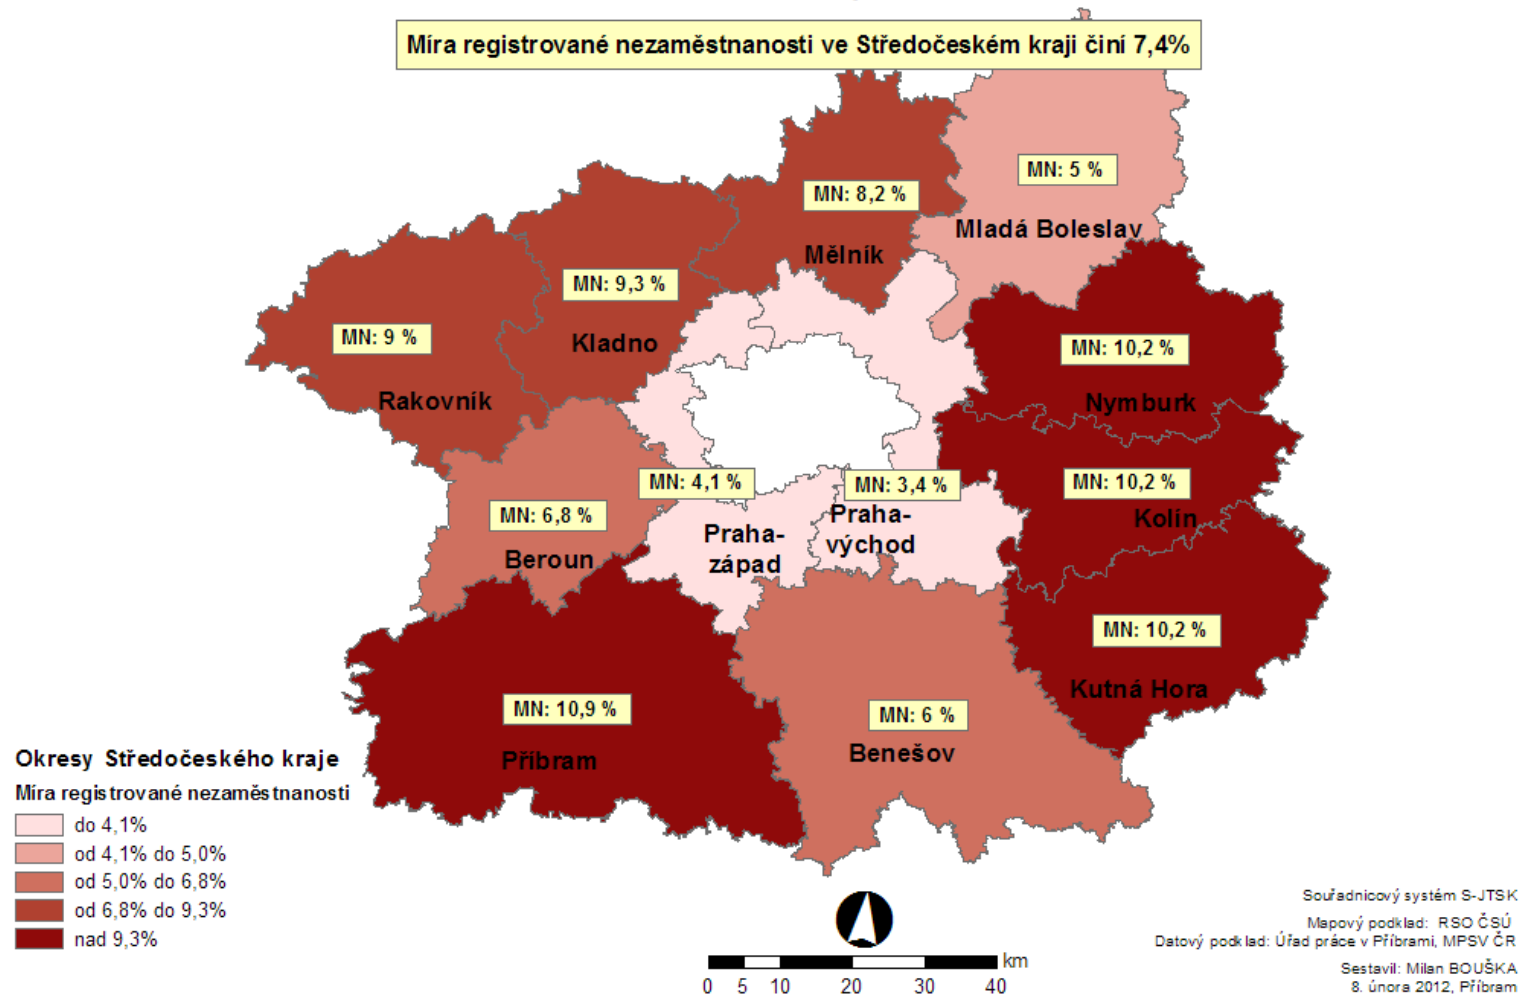 Míra registrované nezaměstnanosti ve Středočeském kraji činí 7,4%
MN: 5 %
Mladá Boleslav
MN: 8,2 %
Mělník
MN: 9,3 %
Kladno
MN: 9 %
Rakovník
MN: 10,2 %
Nymburk
MN: 10,2 %
Kolín
MN: 4,1 %
Praha-
západ
MN: 3,4 %
Praha-
východ
MN: 6,8 %
Beroun
MN: 10,2 %
Kutná Hora
MN: 10,9 %
Příbram
MN: 6 %
Benešov
Okresy Středočeského kraje
Míra registrované nezaměstnanosti
do 4,1%
od 4,1% do 5,0%
od 5,0% do 6,8%
od 6,8% do 9,3%
nad 9,3%
km
0 5 10 20 30 40
Souřadnicový systém S-JTSK
Mapový podklad: RSO ČSÚ
Datový podklad: Úřad práce v Příbrami, MPSV ČR
Sestavil: Milan BOUŠKA
8. února 2012, Příbram